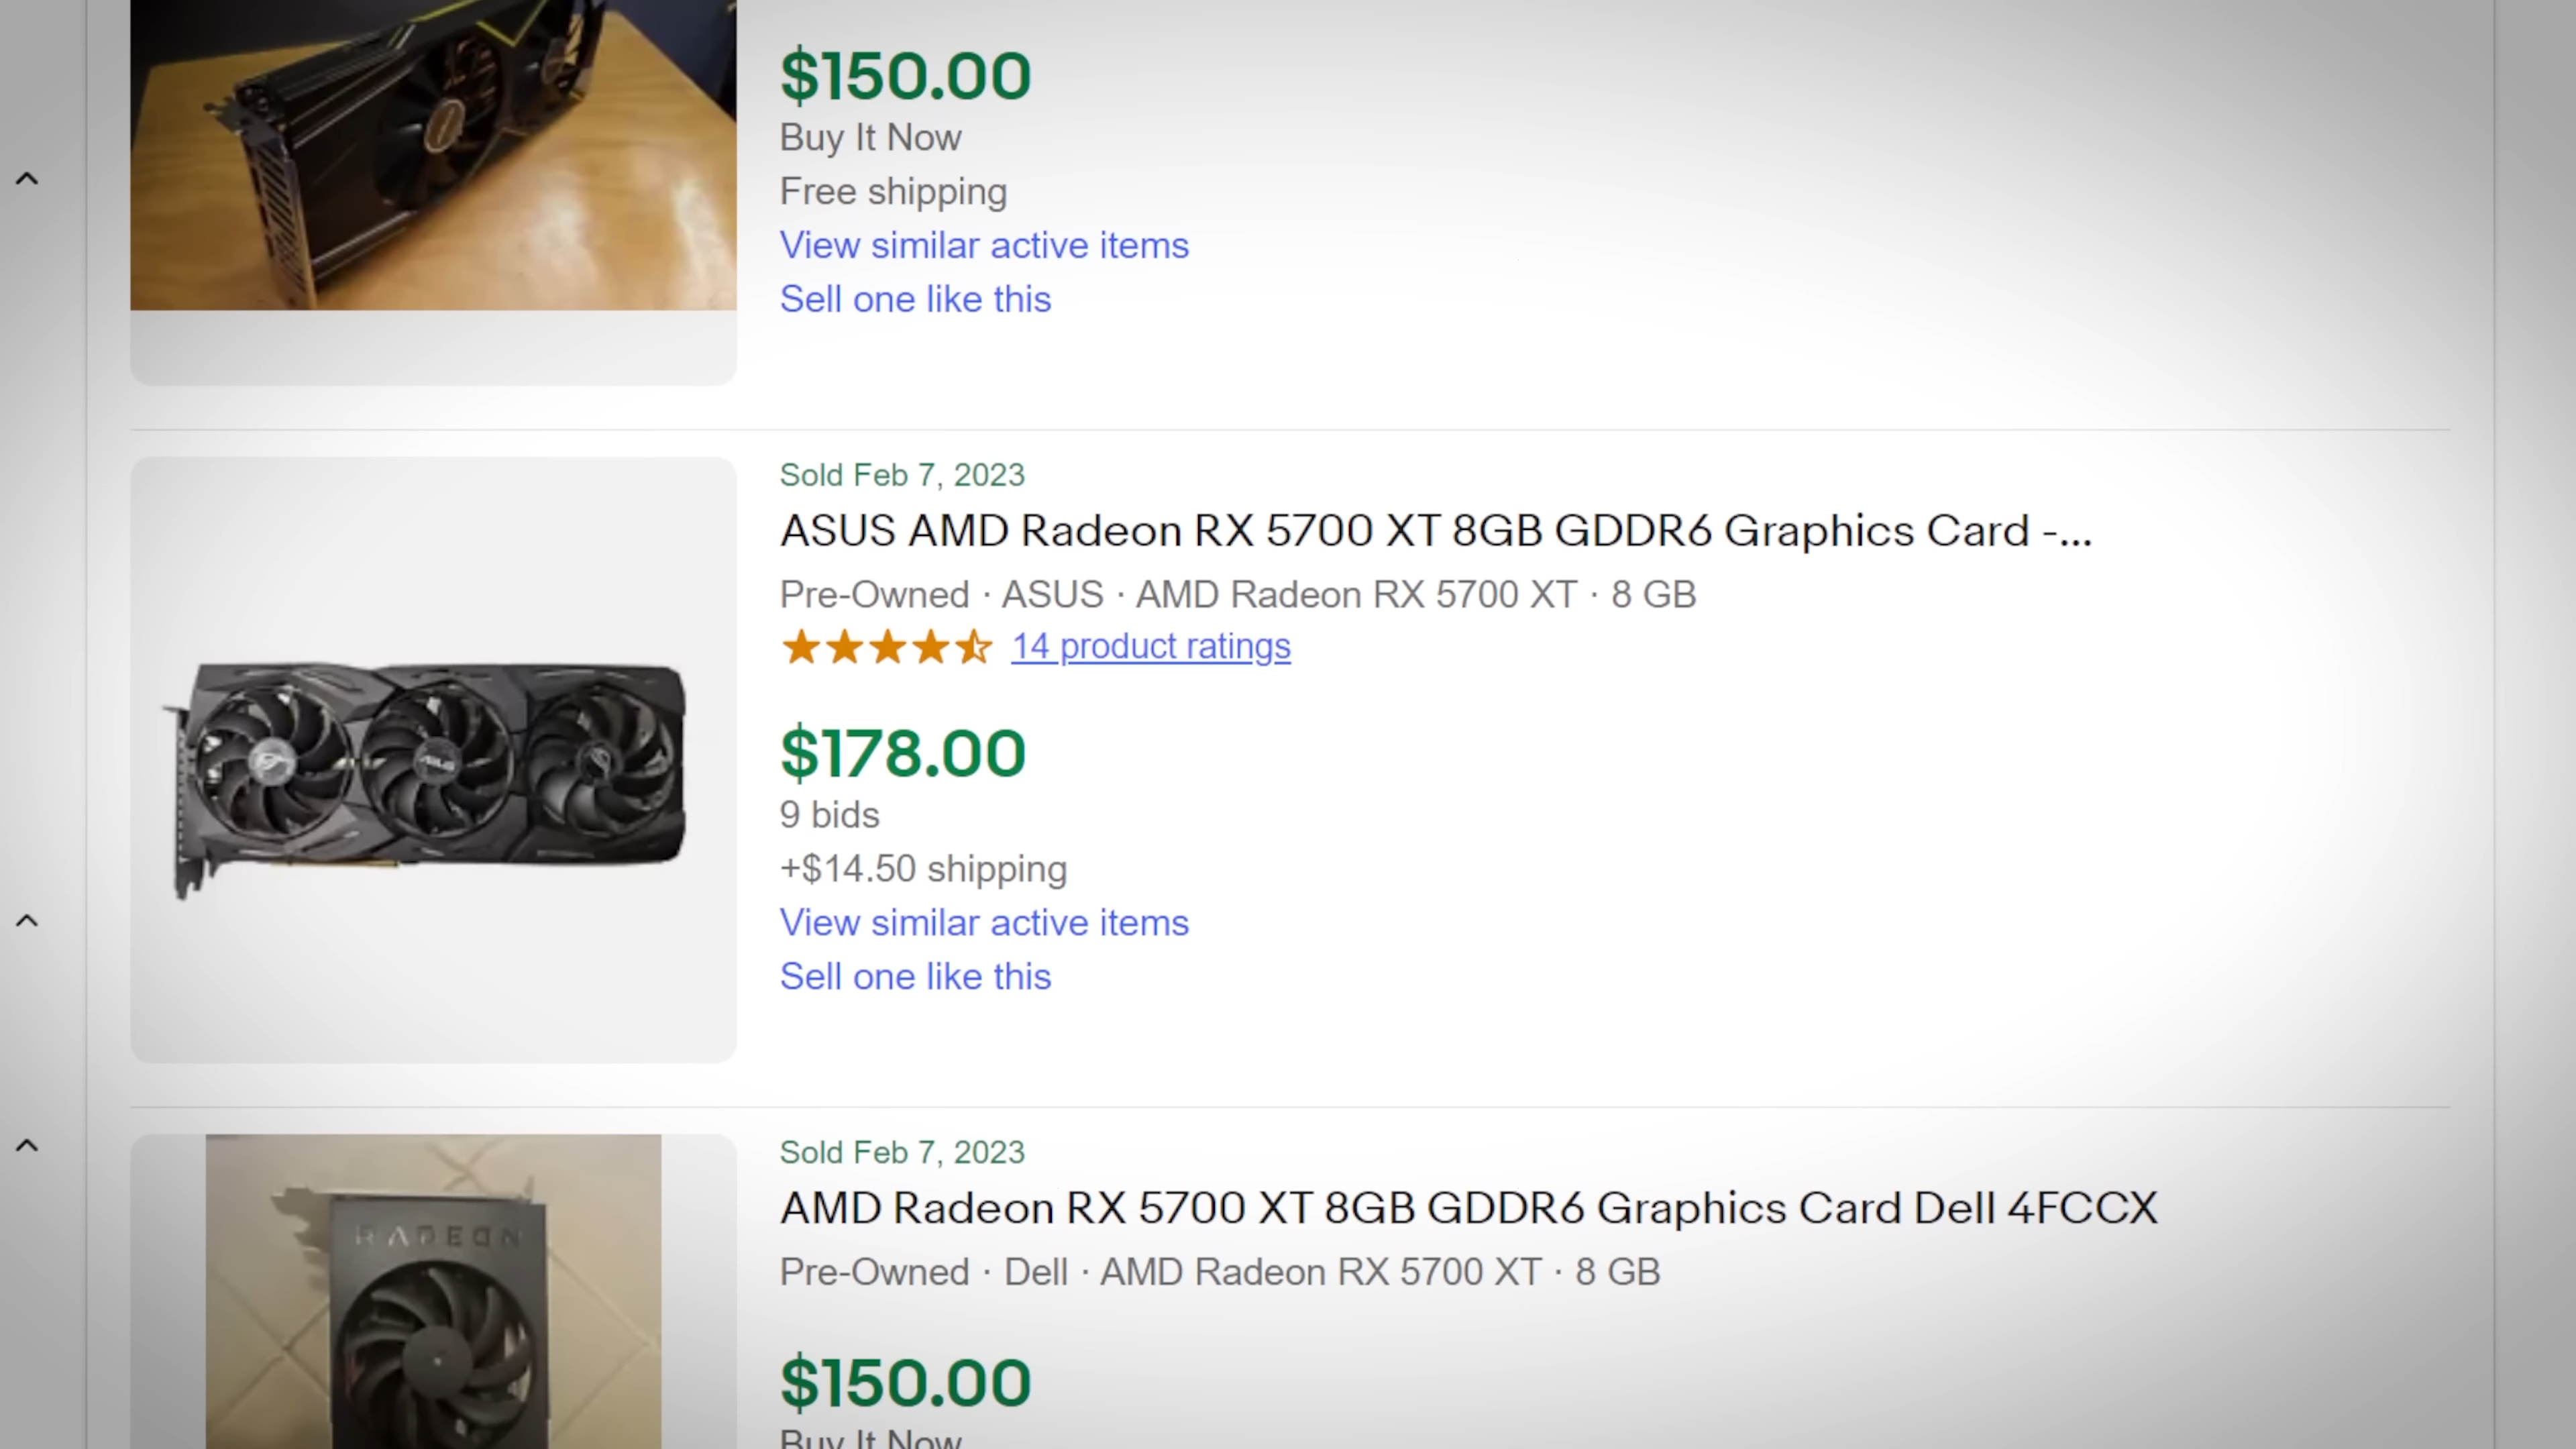 $150.00
Buy It Now
Free shipping
View similar active items
Sell one like this
Sold Feb 7, 2023
ASUS AMD Radeon RX 5700 XT 8GB GDDR6 Graphics Card -...
Pre-Owned · ASUS · AMD Radeon RX 5700 XT · 8 GB
14 product ratings
$178.00
9 bids
+$14.50 shipping
View similar active items
Sell one like this
ASUS
Sold Feb 7, 2023
AMD Radeon RX 5700 XT 8GB GDDR6 Graphics Card Dell 4FCCX
Pre-Owned · Dell · AMD Radeon RX 5700 XT · 8 GB
$150.00
Buy It Now
RADEON